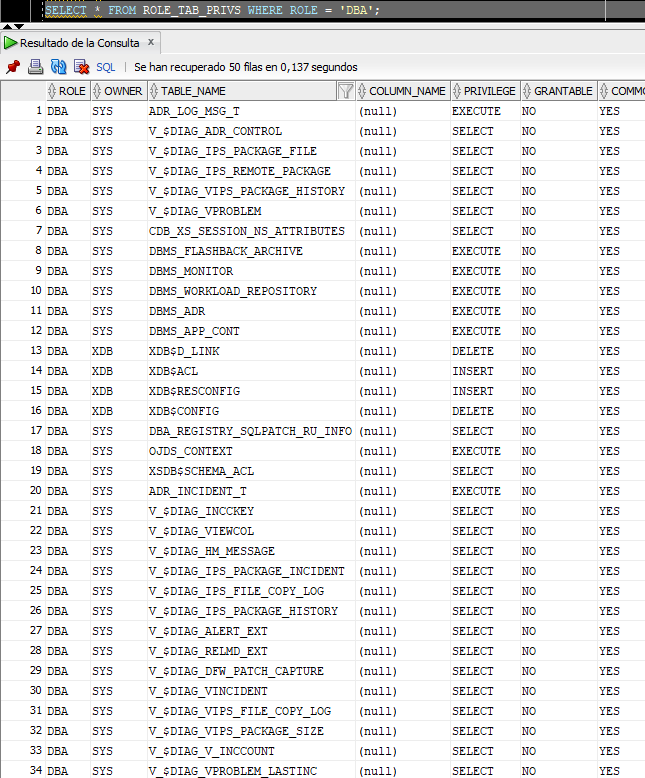 SELECT * FROM ROLE_TAB_PRIVS WHERE ROLE = 'DBA';
Resultado de la Consulta x
SQL | Se han recuperado 50 filas en 0,137 segundos
ROLE OWNER TABLE_NAME COLUMN_NAME PRIVILEGE GRANTABLE COMMO
1 DBA SYS ADR_LOG_MSG_T (null) EXECUTE NO YES
2 DBA SYS V_$DIAG_ADR_CONTROL (null) SELECT NO YES
3 DBA SYS V_$DIAG_IPS_PACKAGE_FILE (null) SELECT NO YES
4 DBA SYS V_$DIAG_IPS_REMOTE_PACKAGE (null) SELECT NO YES
5 DBA SYS V_$DIAG_VIPS_PACKAGE_HISTORY (null) SELECT NO YES
6 DBA SYS V_$DIAG_VPROBLEM (null) SELECT NO YES
7 DBA SYS CDB_XS_SESSION_NS_ATTRIBUTES (null) SELECT NO YES
8 DBA SYS DBMS_FLASHBACK_ARCHIVE (null) EXECUTE NO YES
9 DBA SYS DBMS_MONITOR (null) EXECUTE NO YES
10 DBA SYS DBMS_WORKLOAD_REPOSITORY (null) EXECUTE NO YES
11 DBA SYS DBMS_ADR (null) EXECUTE NO YES
12 DBA SYS DBMS_APP_CONT (null) EXECUTE NO YES
13 DBA XDB XDB$D_LINK (null) DELETE NO YES
14 DBA XDB XDB$ACL (null) INSERT NO YES
15 DBA XDB XDB$RESCONFIG (null) INSERT NO YES
16 DBA XDB XDB$CONFIG (null) DELETE NO YES
17 DBA SYS DBA_REGISTRY_SQLPATCH_RU_INFO (null) SELECT NO YES
18 DBA SYS OJDS_CONTEXT (null) EXECUTE NO YES
19 DBA SYS XSDB$SCHEMA_ACL (null) SELECT NO YES
20 DBA SYS ADR_INCIDENT_T (null) EXECUTE NO YES
21 DBA SYS V_$DIAG_INCCKEY (null) SELECT NO YES
22 DBA SYS V_$DIAG_VIEWCOL (null) SELECT NO YES
23 DBA SYS V_$DIAG_HM_MESSAGE (null) SELECT NO YES
24 DBA SYS V_$DIAG_IPS_PACKAGE_INCIDENT (null) SELECT NO YES
25 DBA SYS V_$DIAG_IPS_FILE_COPY_LOG (null) SELECT NO YES
26 DBA SYS V_$DIAG_IPS_PACKAGE_HISTORY (null) SELECT NO YES
27 DBA SYS V_$DIAG_ALERT_EXT (null) SELECT NO YES
28 DBA SYS V_$DIAG_RELMD_EXT (null) SELECT NO YES
29 DBA SYS V_$DIAG_DFW_PATCH_CAPTURE (null) SELECT NO YES
30 DBA SYS V_$DIAG_VINCIDENT (null) SELECT NO YES
31 DBA SYS V_$DIAG_VIPS_FILE_COPY_LOG (null) SELECT NO YES
32 DBA SYS V_$DIAG_VIPS_PACKAGE_SIZE (null) SELECT NO YES
33 DBA SYS V_$DIAG_V_INCCOUNT (null) SELECT NO YES
34 DBA SYS V_$DIAG_VPROBLEM_LASTINC (null) SELECT NO YES